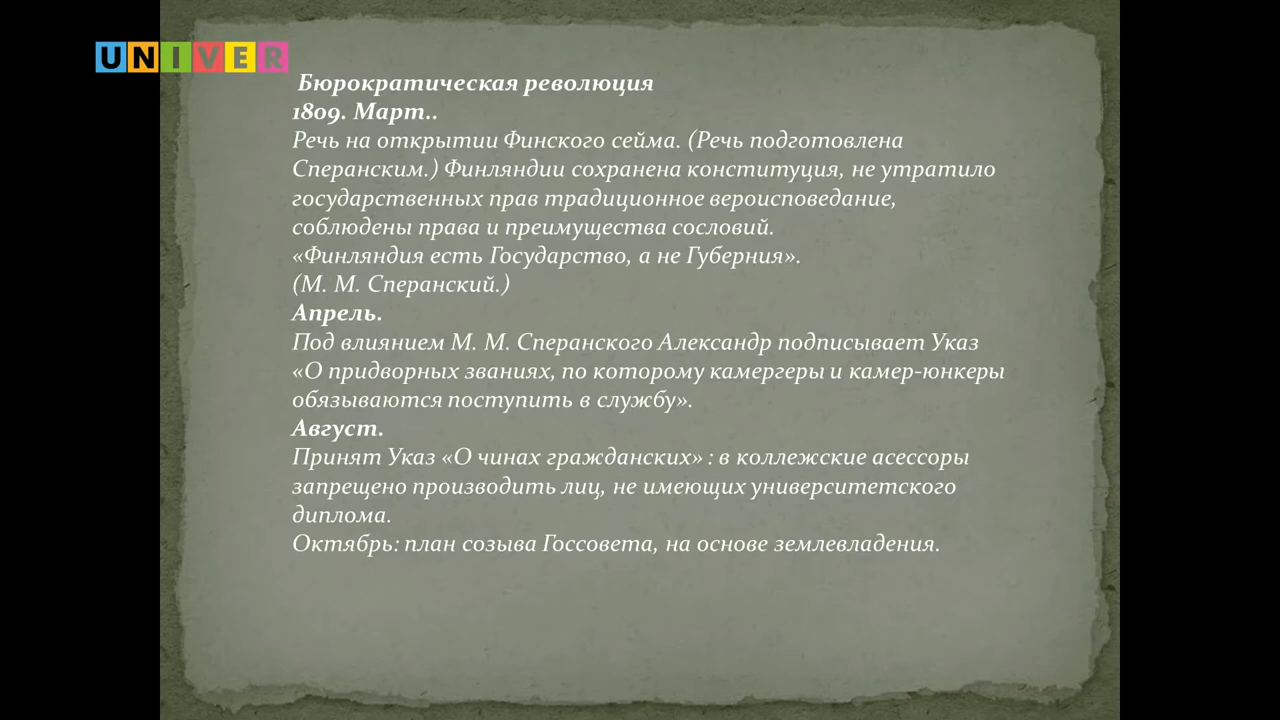 UNIVER
Бюрократическая революция
1809. Март..
Речь на открытии Финского сейма. (Речь подготовлена
Сперанским.) Финляндии сохранена конституция, не утратило
государственных прав традиционное вероисповедание,
соблюдены права и преимущества сословий.
«Финляндия есть Государство, а не Губерния».
(М. М. Сперанский.)
Апрель.
Под влиянием М. М. Сперанского Александр подписывает Указ
«О придворных званиях, по которому камергеры и камер-юнкеры
обязываются поступить в службу».
Август.
Принят Указ «О чинах гражданских» : в коллежские асессоры
запрещено производить лиц, не имеющих университетского
диплома.
Октябрь: план созыва Госсовета, на основе землевладения.